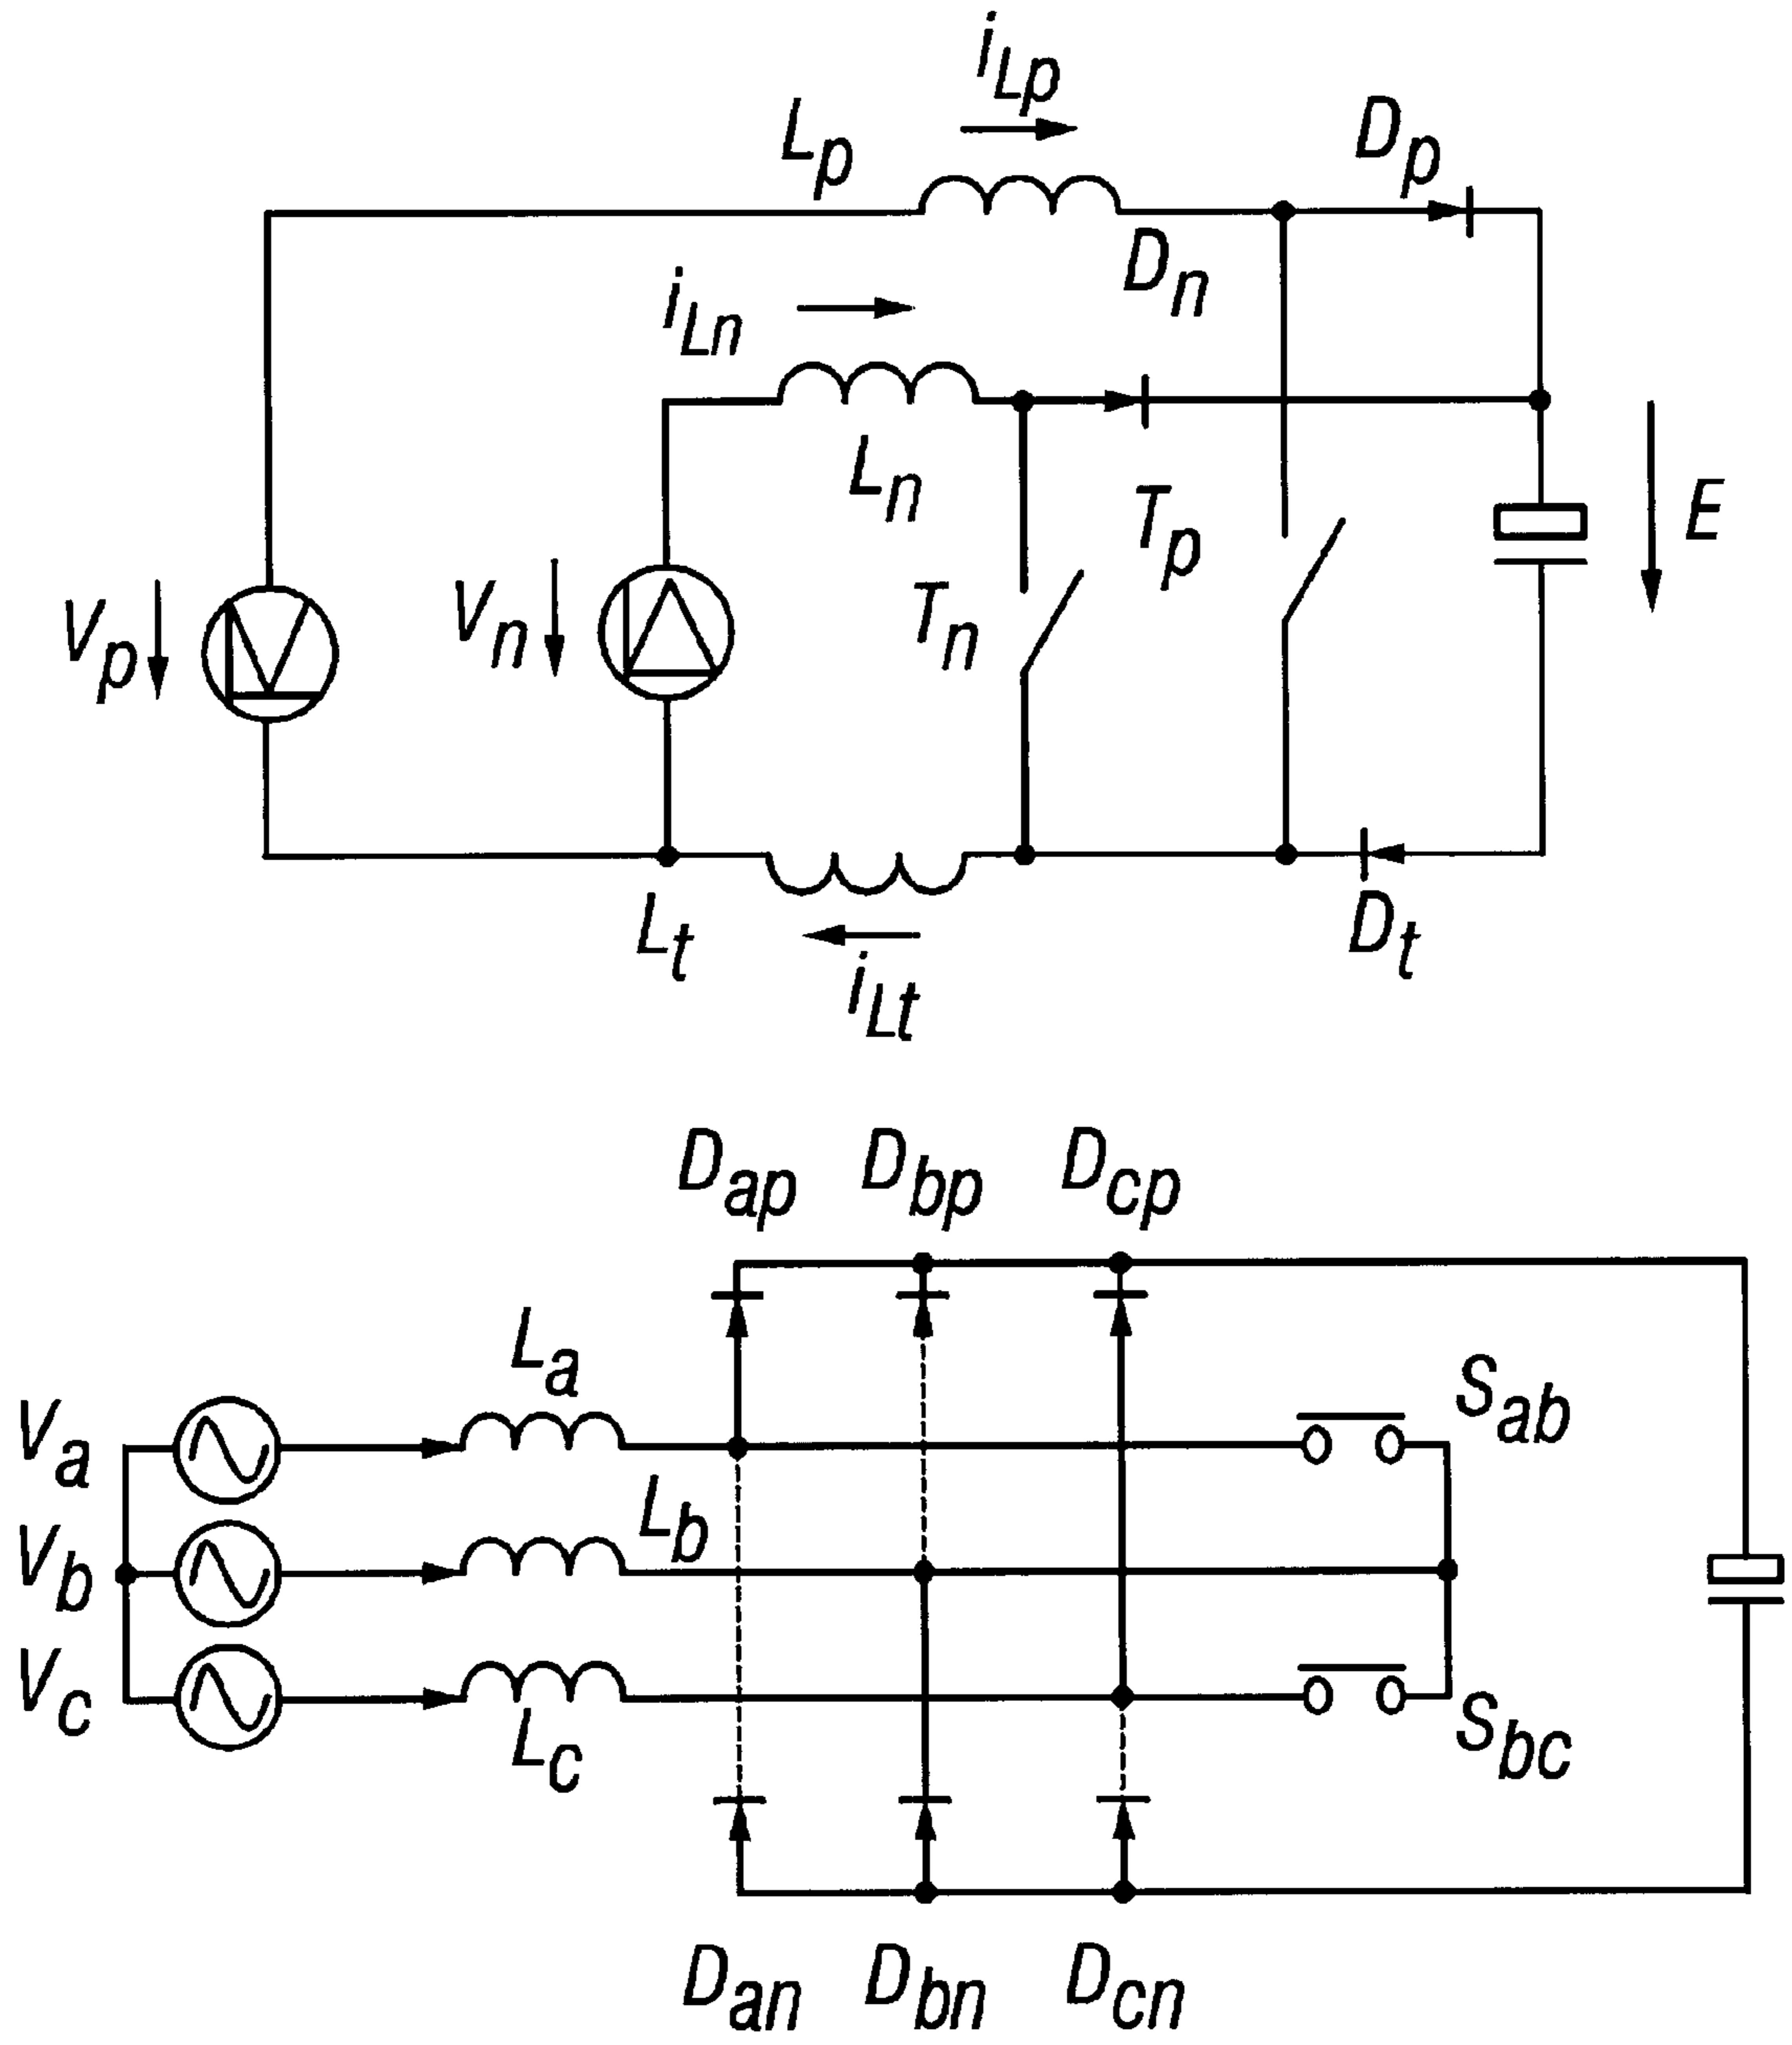 iLp
Lp
Dp
Dn
iLn
Ln
Tp
E
Vp
Vn
Tn
Lt
iLt
Dt
Dap Dbp Dcp
La
Sab
Va
Lb
Vb
Vc
Lc
Sbc
Dan Dbn Dcn